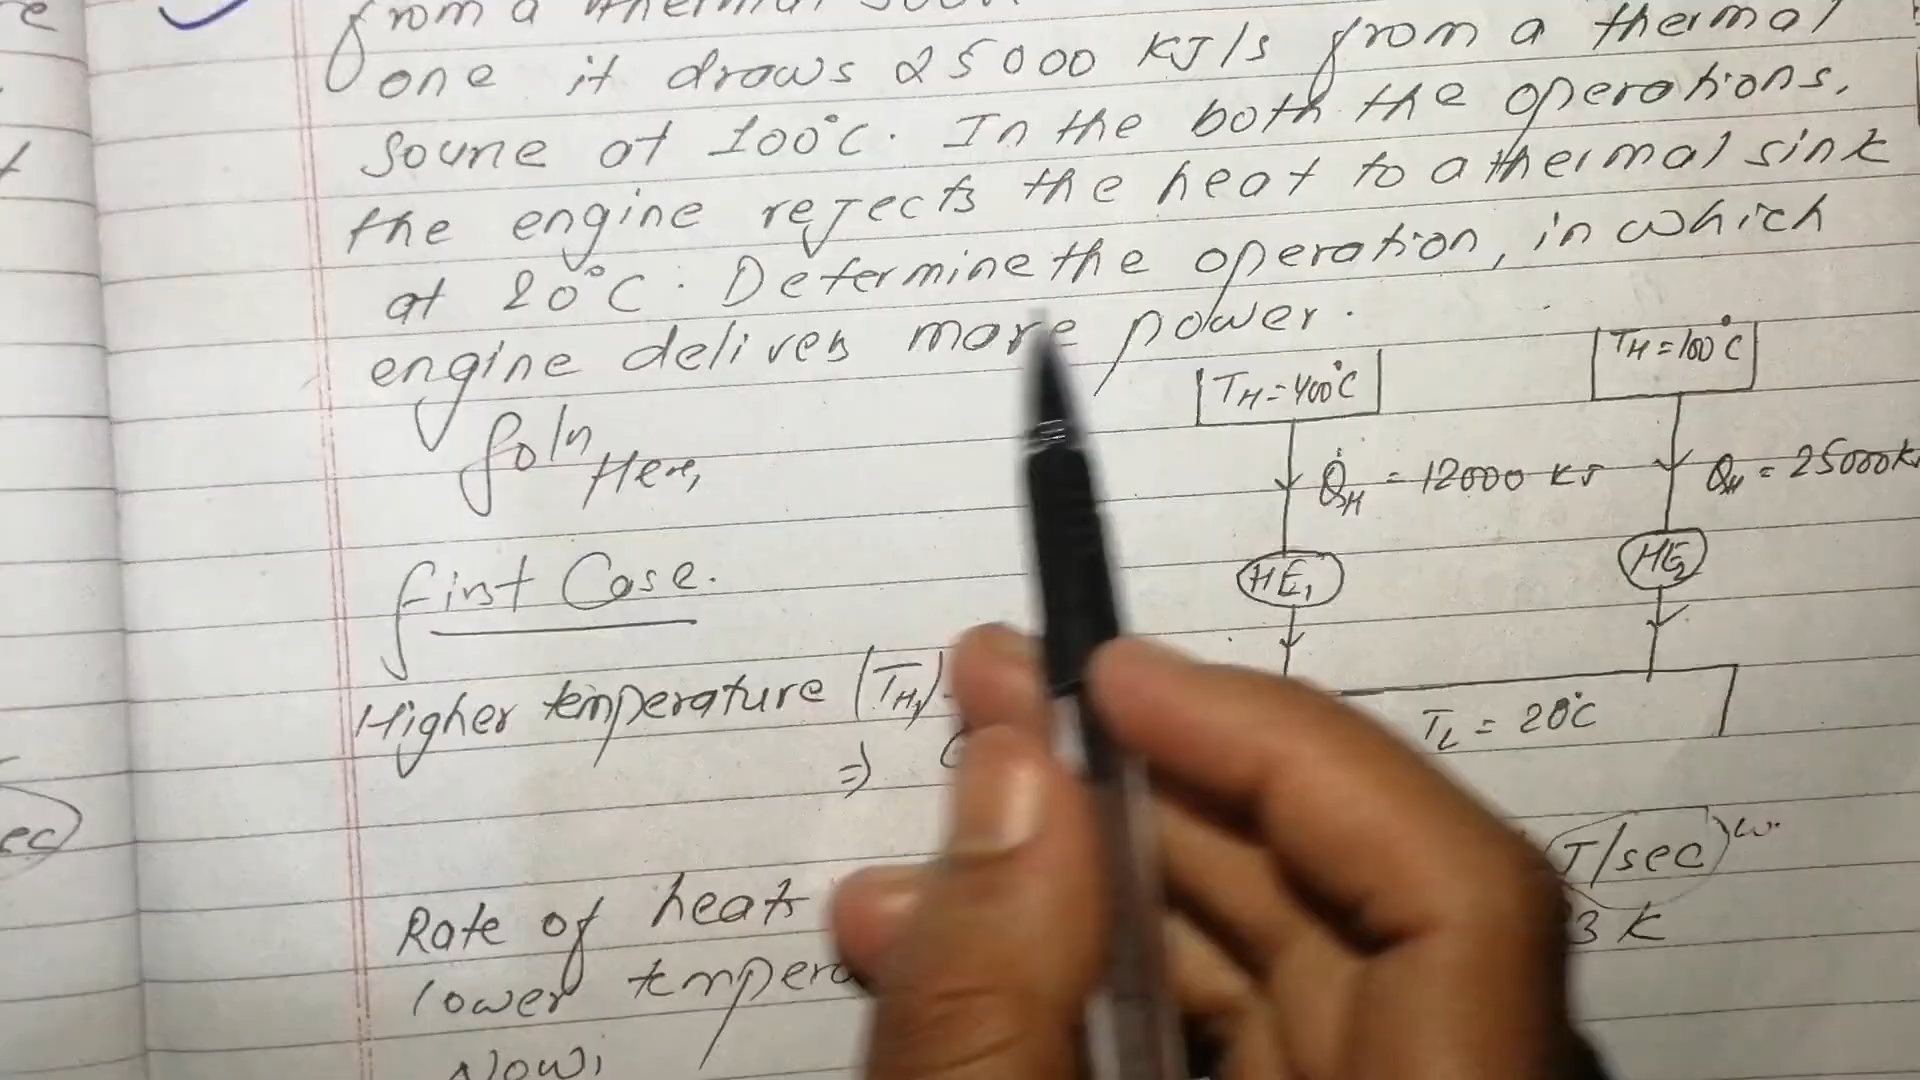 from a thermal
one it draws 25000 KJ/s from a thermal
source at 100°C. In the both the operations,
the engine rejects the heat to a thermal sink
at 20°C. Determine the operation, in which
engine delivers more power.
TH = 400°C
TH = 100°C
Soln Here,
QH = 12000 KJ
QH = 25000K
HE1
HE2
First Case.
Higher temperature (TH1)
TL = 20°C
=)
J/sec) w.
Rate of heat
3 K
lower temperа
Now,
ec)